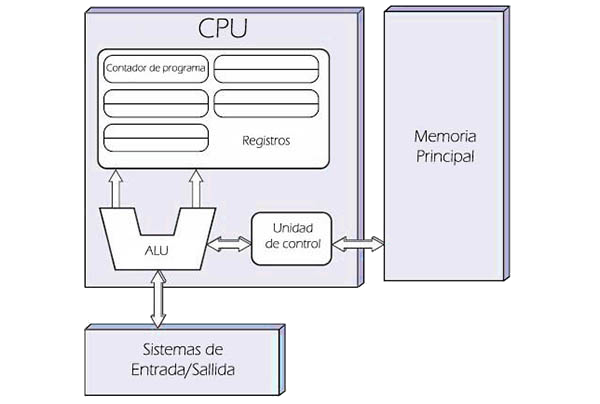 CPU
Contador de programa
Registros
ALU
Unidad
de control
Memoria
Principal
Sistemas de
Entrada/Sallida